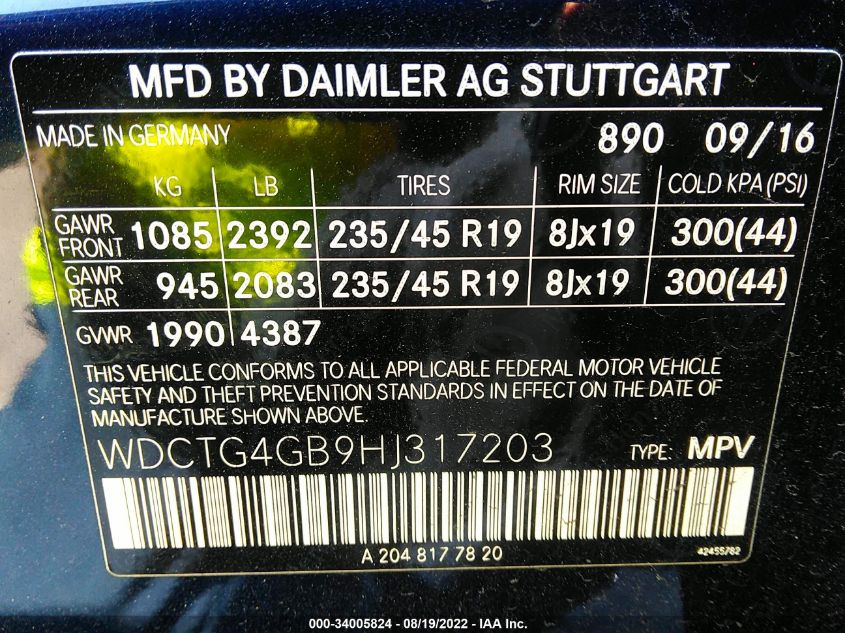 MFD BY DAIMLER AG STUTTGART
MADE IN GERMANY 890 09/16
KG LB TIRES RIM SIZE COLD KPA (PSI)
GAWR FRONT 1085 2392 235/45 R19 8Jx19 300(44)
GAWR REAR 945 2083 235/45 R19 8Jx19 300(44)
GVWR 1990 4387
THIS VEHICLE CONFORMS TO ALL APPLICABLE FEDERAL MOTOR VEHICLE
SAFETY AND THEFT PREVENTION STANDARDS IN EFFECT ON THE DATE OF
MANUFACTURE SHOWN ABOVE.
WDCTG4GB9HJ317203 TYPE: MPV
A 204 817 78 20 42455782
000-34005824 - 08/19/2022 - IAA Inc.